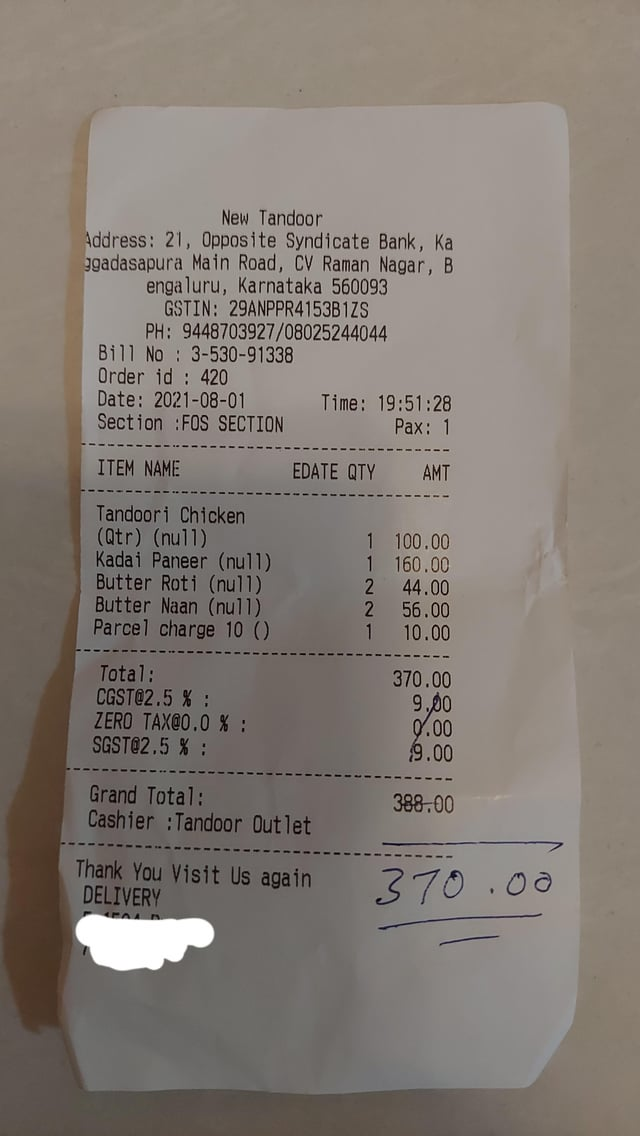 New Tandoor
Address: 21, Opposite Syndicate Bank, Ka
ggadasapura Main Road, CV Raman Nagar, B
engaluru, Karnataka 560093
GSTIN: 29ANPPR4153B1ZS
PH: 9448703927/08025244044
Bill No : 3-530-91338
Order id : 420
Date: 2021-08-01 Time: 19:51:28
Section :FOS SECTION Pax: 1
ITEM NAME EDATE QTY AMT
Tandoori Chicken
(Qtr) (null) 1 100.00
Kadai Paneer (null) 1 160.00
Butter Roti (null) 2 44.00
Butter Naan (null) 2 56.00
Parcel charge 10 () 1 10.00
Total: 370.00
CGST@2.5 % : 9.00
ZERO TAX@0.0 % : 0.00
SGST@2.5 % : 9.00
Grand Total: 388.00
Cashier :Tandoor Outlet
Thank You Visit Us again
370.00
DELIVERY